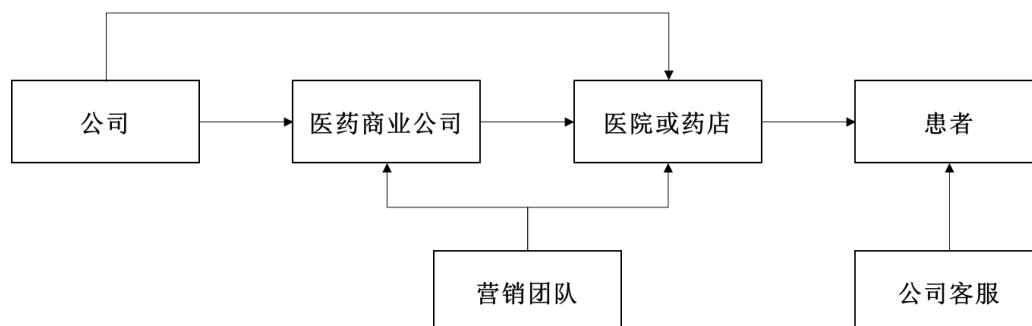 公司
医药商业公司
医院或药店
患者
营销团队
公司客服